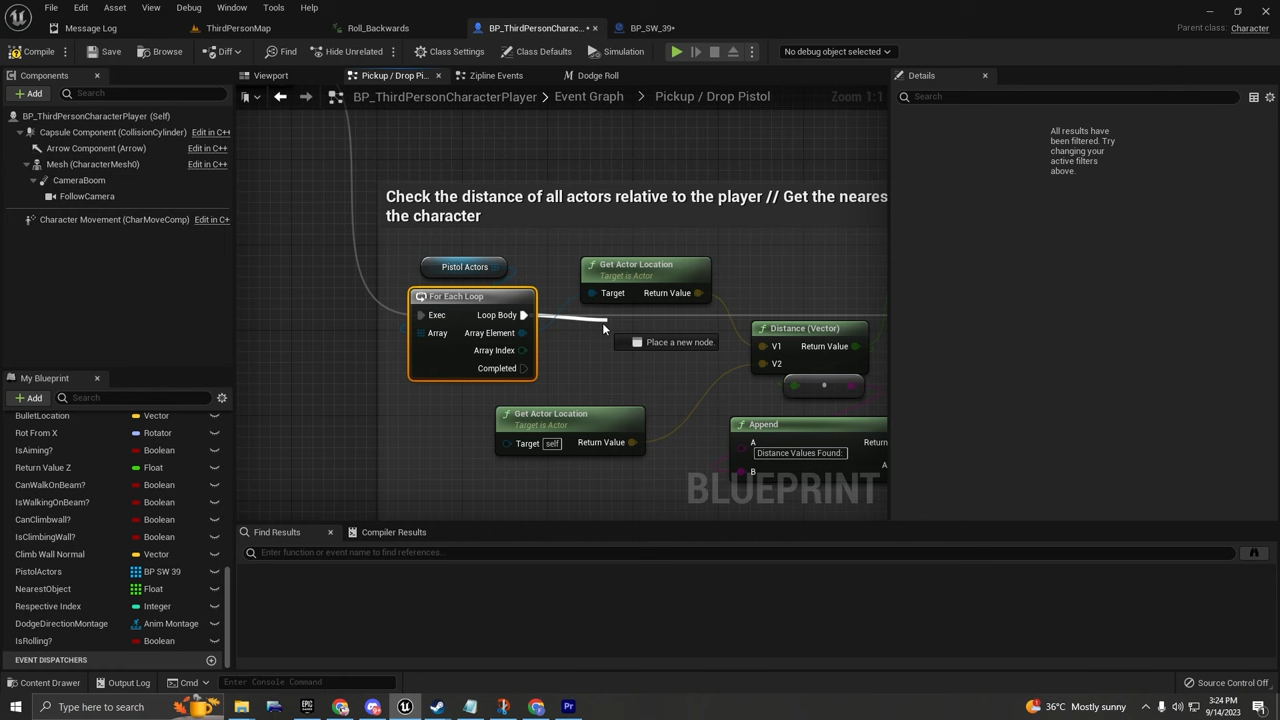 File
Edit
Asset
View
Debug
Window
Tools
Help
Message Log
ThirdPersonMap
Roll_Backwards
BP_ThirdPersonCharac...
BP_SW_39*
Parent class: Character
Compile
Save
Browse
Diff
Find
Hide Unrelated
Class Settings
Class Defaults
Simulation
No debug object selected
Components
Add
Search
BP_ThirdPersonCharacterPlayer (Self)
Capsule Component (CollisionCylinder)
Edit in C++
Arrow Component (Arrow)
Edit in C++
Mesh (CharacterMesh0)
Edit in C++
CameraBoom
FollowCamera
Character Movement (CharMoveComp)
Edit in C+
My Blueprint
Add
Search
BulletLocation
Vector
Rot From X
Rotator
IsAiming?
Boolean
Return Value Z
Float
CanWalkOnBeam?
Boolean
IsWalkingOnBeam?
Boolean
CanClimbwall?
Boolean
IsClimbingWall?
Boolean
Climb Wall Normal
Vector
PistolActors
BP SW 39
NearestObject
Float
Respective Index
Integer
DodgeDirectionMontage
Anim Montage
IsRolling?
Boolean
EVENT DISPATCHERS
Viewport
Pickup / Drop Pi...
Zipline Events
Dodge Roll
BP_ThirdPersonCharacterPlayer
Event Graph
Pickup / Drop Pistol
Zoom 1:1
Check the distance of all actors relative to the player // Get the neares
the character
Pistol Actors
For Each Loop
Exec
Loop Body
Array
Array Element
Array Index
Completed
Get Actor Location
Target is Actor
Target
Return Value
Place a new node.
Distance (Vector)
V1
Return Value
V2
Get Actor Location
Target is Actor
Target
self
Return Value
Append
A
Retur
Distance Values Found:
B
A
BLUEPRINT
Details
Search
All results have
been filtered. Try
changing your
active filters
above.
Find Results
Compiler Results
Enter function or event name to find references...
Content Drawer
Output Log
Cmd
Enter Console Command
Source Control Off
Type here to search
36°C Mostly sunny
3:24 PM
9/14/2023